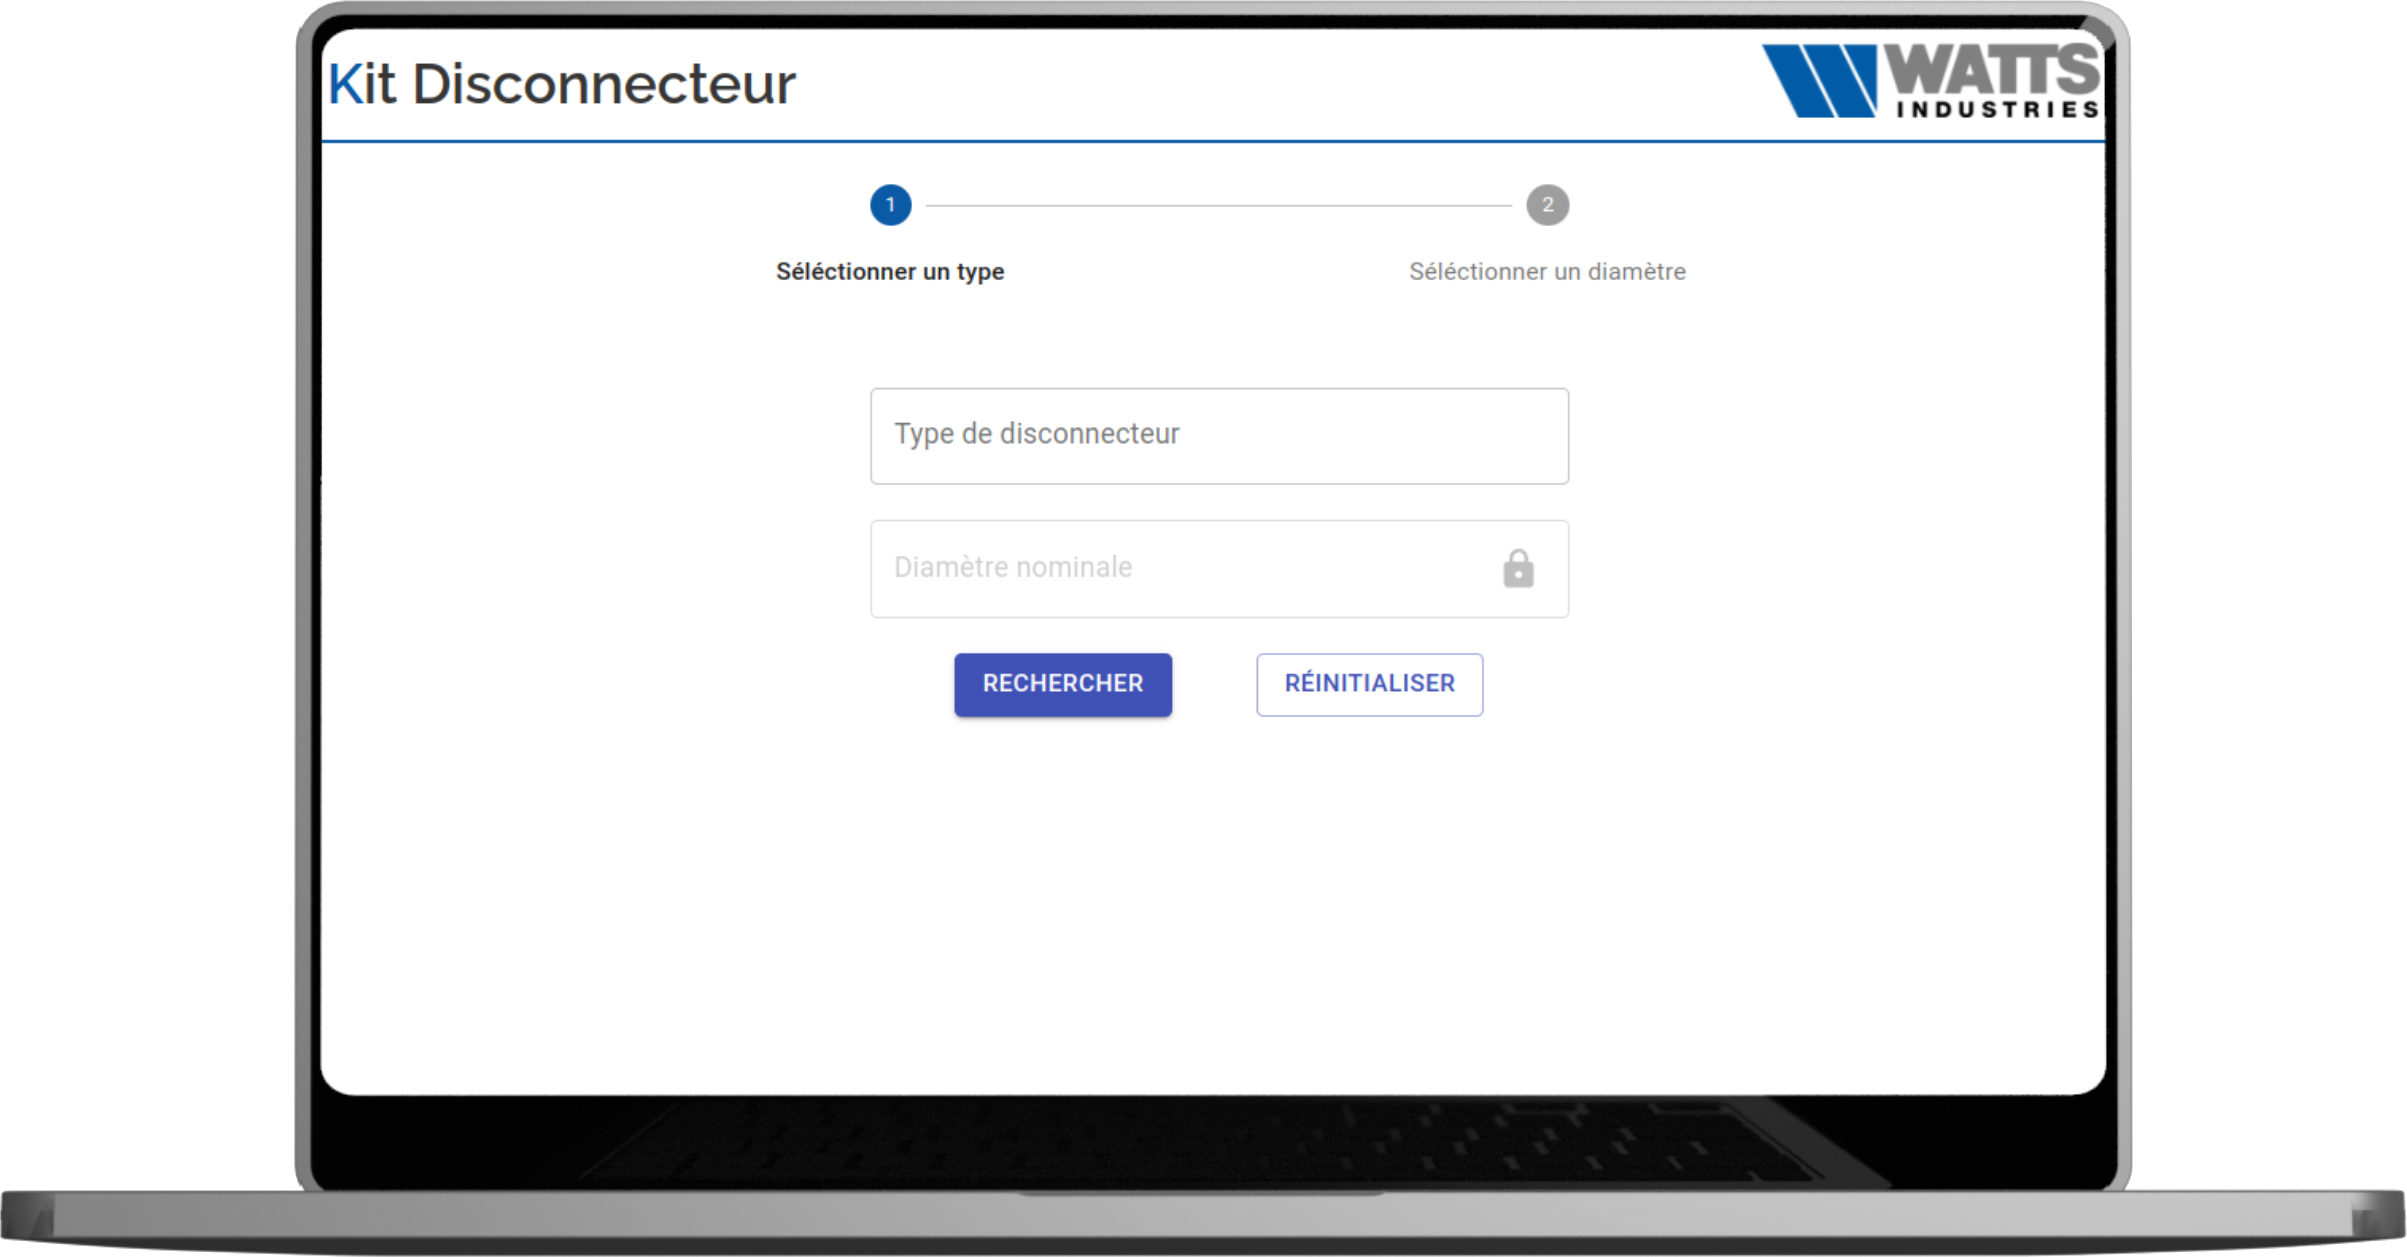 Kit Disconnecteur
WATTS
INDUSTRIES
1
2
Séléctionner un type
Séléctionner un diamètre
Type de disconnecteur
Diamètre nominale
RECHERCHER
RÉINITIALISER